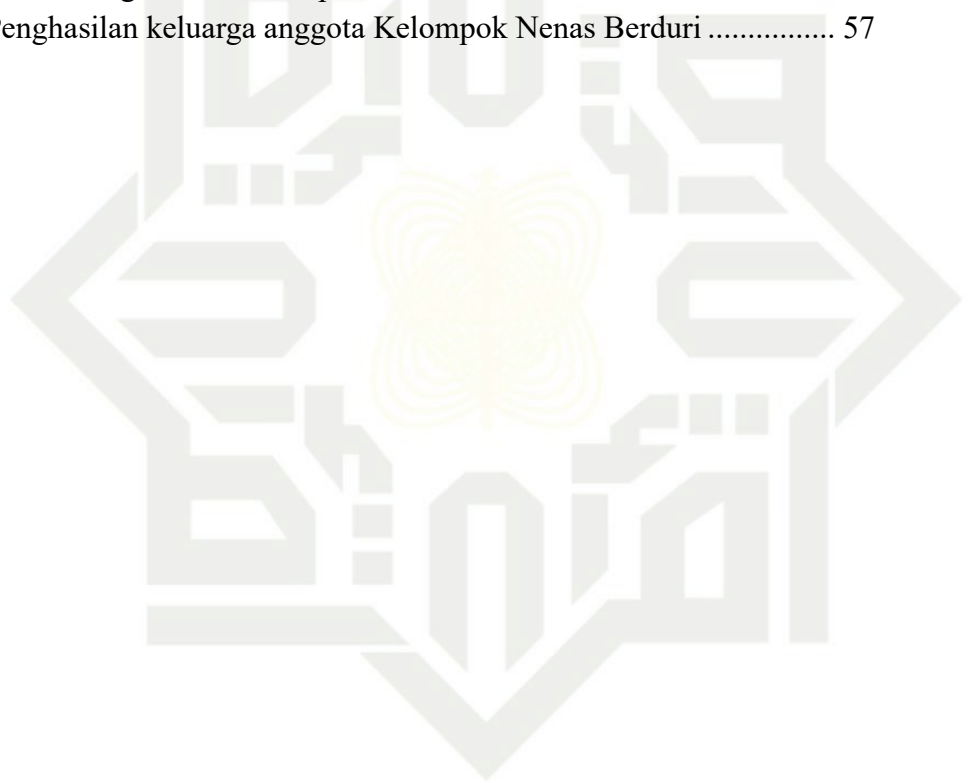 Penghasilan keluarga anggota Kelompok Nenas Berduri ................ 57